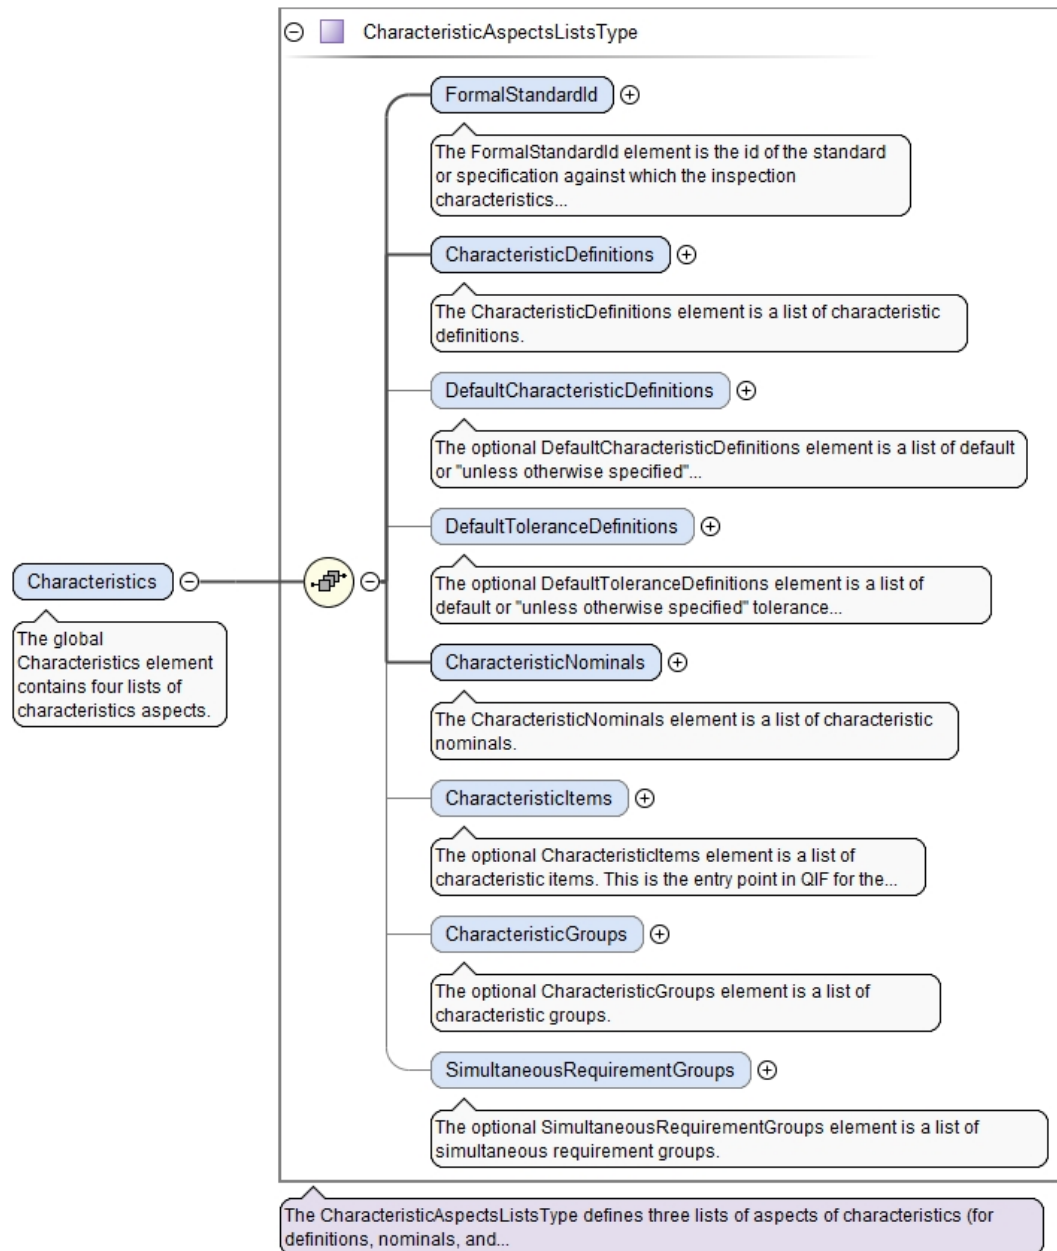 CharacteristicAspectsListsType
FormalStandardId
The FormalStandardId element is the id of the standard
or specification against which the inspection
characteristics...
CharacteristicDefinitions
The CharacteristicDefinitions element is a list of characteristic
definitions.
DefaultCharacteristicDefinitions
The optional DefaultCharacteristicDefinitions element is a list of default
or "unless otherwise specified"...
DefaultToleranceDefinitions
The optional DefaultToleranceDefinitions element is a list of
default or "unless otherwise specified" tolerance...
Characteristics
The global
Characteristics element
contains four lists of
characteristics aspects.
CharacteristicNominals
The CharacteristicNominals element is a list of characteristic
nominals.
CharacteristicItems
The optional CharacteristicItems element is a list of
characteristic items. This is the entry point in QIF for the...
CharacteristicGroups
The optional CharacteristicGroups element is a list of
characteristic groups.
SimultaneousRequirementGroups
The optional SimultaneousRequirementGroups element is a list of
simultaneous requirement groups.
The CharacteristicAspectsListsType defines three lists of aspects of characteristics (for
definitions, nominals, and...